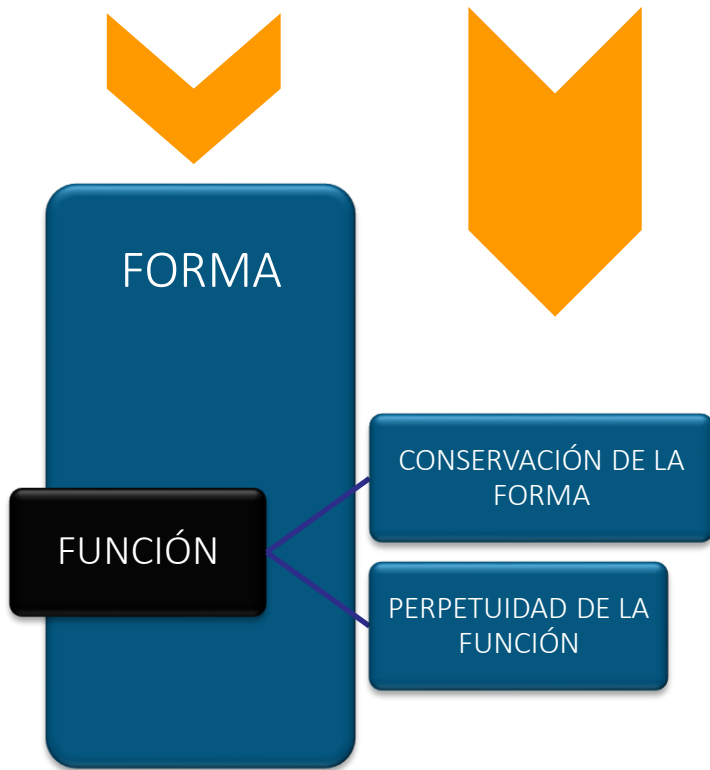 FORMA
CONSERVACIÓN DE LA
FORMA
FUNCIÓN
PERPETUIDAD DE LA
FUNCIÓN